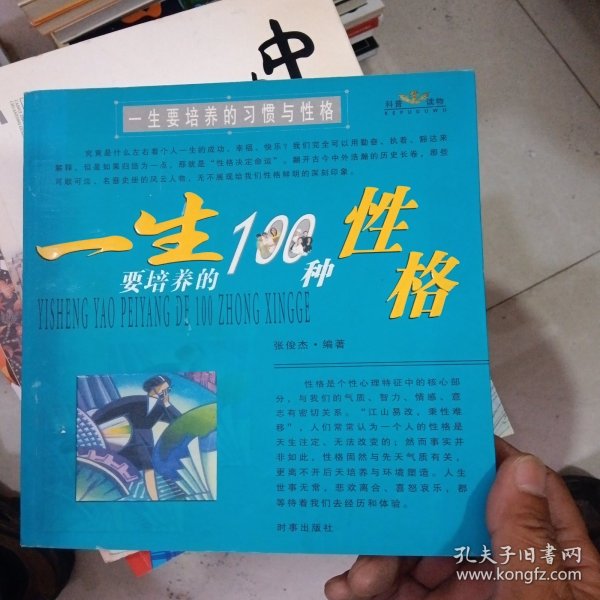 中
一生要培养的习惯与性格
科普 读物
KEPUDUWU
究竟是什么左右着个人一生的成功、幸福、快乐？我们完全可以用勤奋、执着、豁达来
解释，但是如果归结为一点，那就是“性格决定命运”。翻开古今中外浩瀚的历史长卷，那些
可歌可泣、名垂史册的风云人物，无不展现给我们性格鲜明的深刻印象。
一生
要培养的
100
种
性格
YISHENG YAO PEIYANG DE 100 ZHONG XINGGE
张俊杰·编著
性格是个性心理特征中的核心部
分，与我们的气质、智力、情感、意
志有密切关系。“江山易改，秉性难
移”，人们常常认为一个人的性格是
天生注定、无法改变的；然而事实并
非如此。性格固然与先天气质有关，
更离不开后天培养与环境塑造。人生
世事无常，悲欢离合、喜怒哀乐，都
等待着我们去经历和体验。
时事出版社
孔夫子旧书网
www.kongfz.com